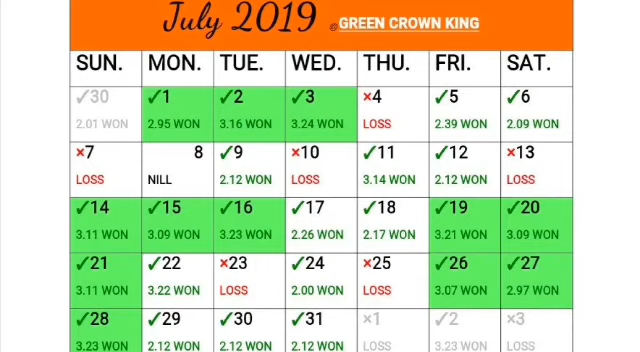 July 2019 @GREEN CROWN KING
SUN. MON. TUE. WED. THU. FRI. SAT.
✓30 ✓1 ✓2 ✓3 ×4 ✓5 ✓6
2.01 WON 2.95 WON 3.16 WON 3.24 WON LOSS 2.39 WON 2.09 WON
×7 8 ✓9 ×10 ✓11 ✓12 ×13
LOSS NILL 2.12 WON LOSS 3.14 WON 2.12 WON LOSS
✓14 ✓15 ✓16 ✓17 ✓18 ✓19 ✓20
3.11 WON 3.09 WON 3.23 WON 2.26 WON 2.17 WON 3.21 WON 3.09 WON
✓21 ✓22 ×23 ✓24 ×25 ✓26 ✓27
3.11 WON 3.22 WON LOSS 2.00 WON LOSS 3.07 WON 2.97 WON
✓28 ✓29 ✓30 ✓31 ×1 ✓2 ×3
3.23 WON 2.12 WON 2.12 WON 2.12 WON LOSS 3.23 WON LOSS